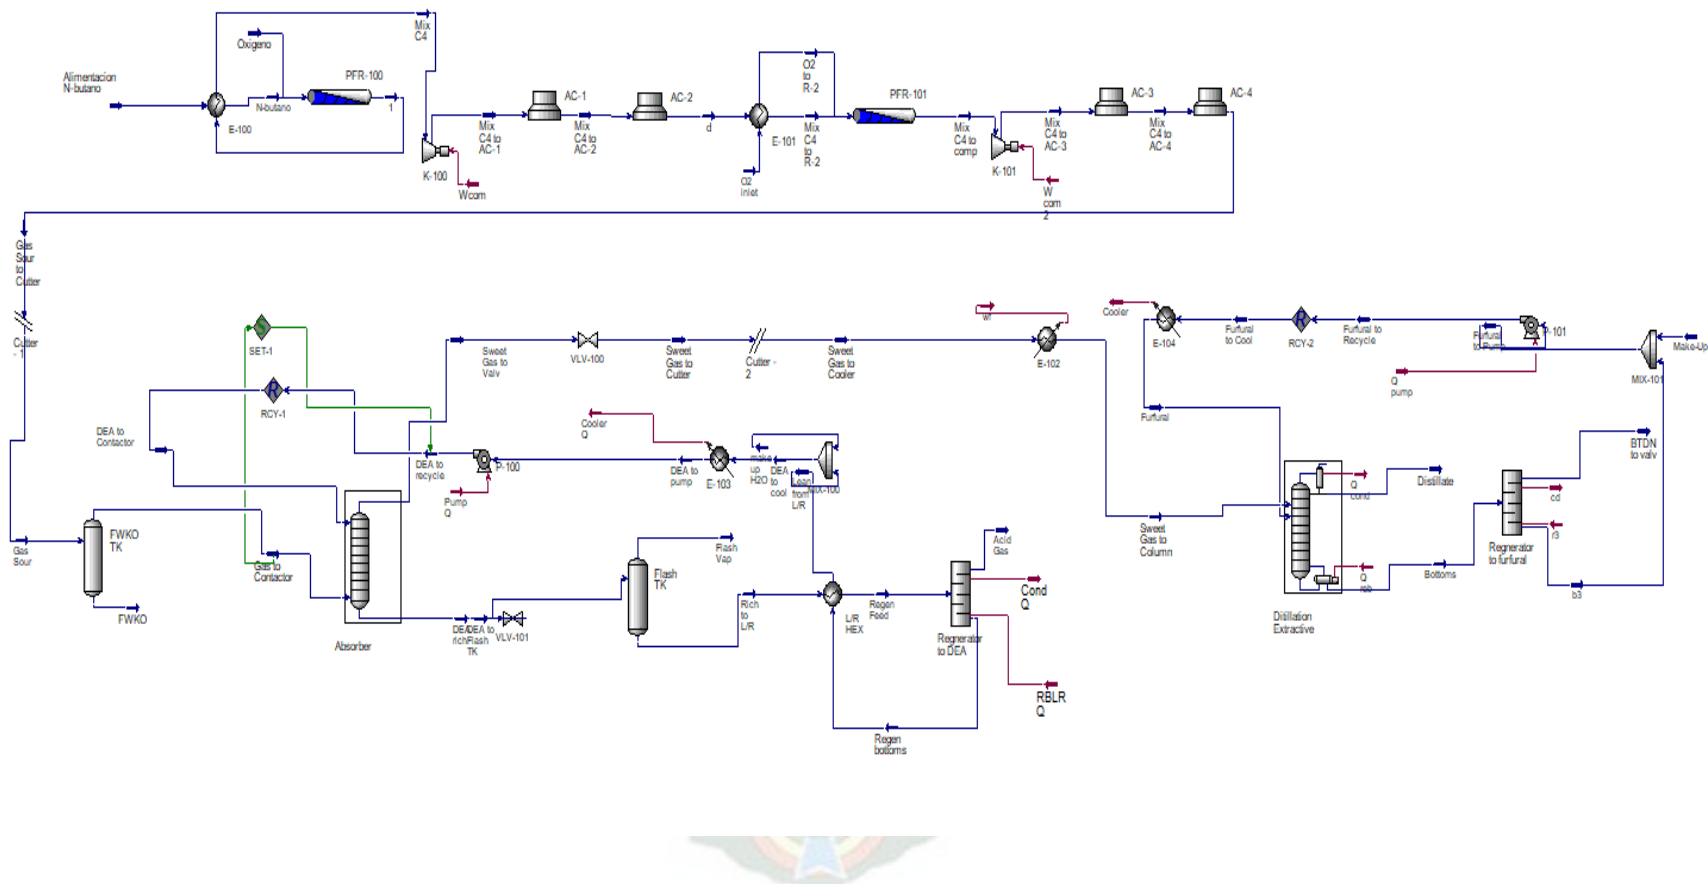 Mix
C4
Oxigeno
Alimentacion
N-butano
PFR-100
N-butano
1
E-100
K-100
Wcom
Mix
C4 to
AC-1
AC-1
Mix
C4 to
AC-2
AC-2
d
O2
to
R-2
E-101
Mix
C4
to
R-2
O2
inlet
PFR-101
Mix
C4 to
comp
K-101
W
com
2
Mix
C4 to
AC-3
AC-3
Mix
C4 to
AC-4
AC-4
Gas
Sour
to
Cutter
Cutter
- 1
SET-1
RCY-1
DEA to
Contactor
Sweet
Gas to
Valv
VLV-100
Sweet
Gas to
Cutter
Cutter -
2
Sweet
Gas to
Cooler
wf
E-102
Cooler
E-104
Furfural
to Cool
RCY-2
Furfural to
Recycle
Furfural
to Pump
P-101
Make-Up
MIX-101
Q
pump
Furfural
Cooler
Q
DEA to
recycle
P-100
Pump
Q
DEA to
pump
E-103
make
up
H2O
DEA
to
cool
Lean
from
L/R
MIX-100
BTDN
to valv
Q
cond
Distillate
cd
r3
Regnerator
to furfural
Q
reb
Bottoms
b3
Sweet
Gas to
Column
Ditillation
Extractive
Gas
Sour
FWKO
TK
FWKO
Gas to
Contactor
Absorber
DEA
rich
DEA to
Flash
TK
VLV-101
Flash
Vap
Flash
TK
Rich
to
L/R
L/R
HEX
Regen
Feed
Acid
Gas
Cond
Q
Regnerator
to DEA
RBLR
Q
Regen
bottoms